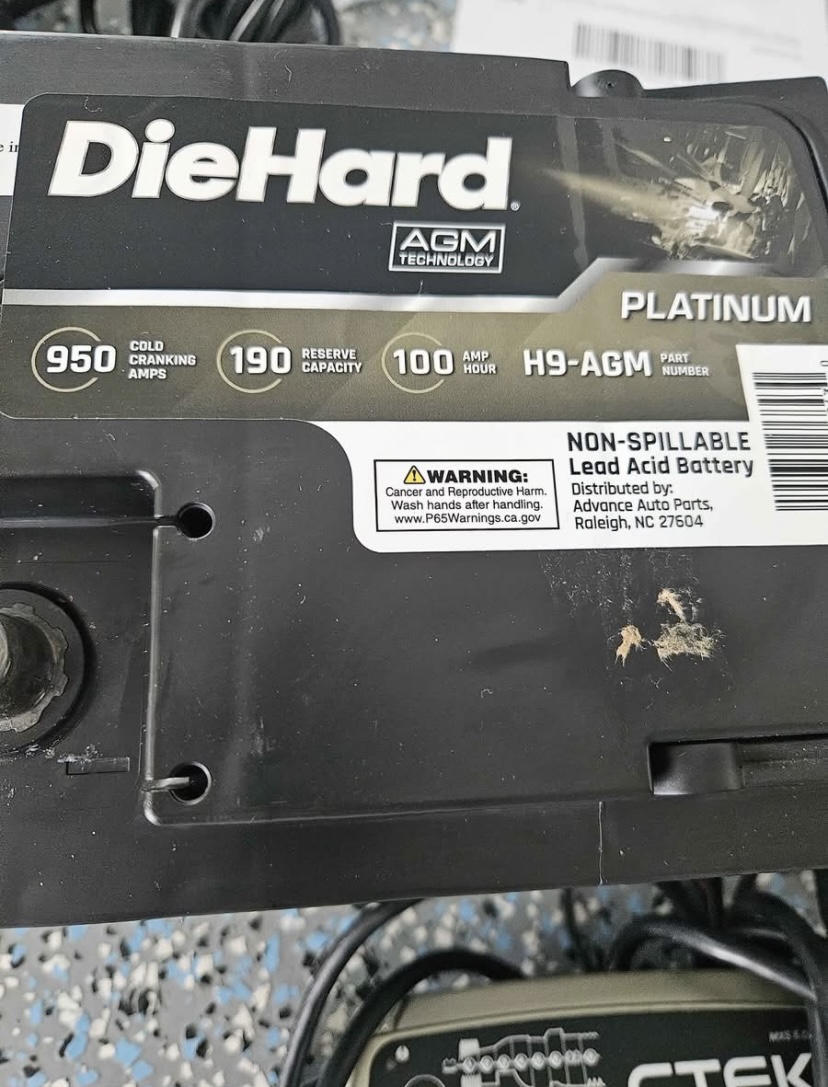 DieHard®
AGM
TECHNOLOGY
PLATINUM
950 COLD CRANKING AMPS
190 RESERVE CAPACITY
100 AMP HOUR
H9-AGM PART NUMBER
NON-SPILLABLE
Lead Acid Battery
Distributed by:
Advance Auto Parts,
Raleigh, NC 27604
WARNING:
Cancer and Reproductive Harm.
Wash hands after handling.
www.P65Warnings.ca.gov
CTEK